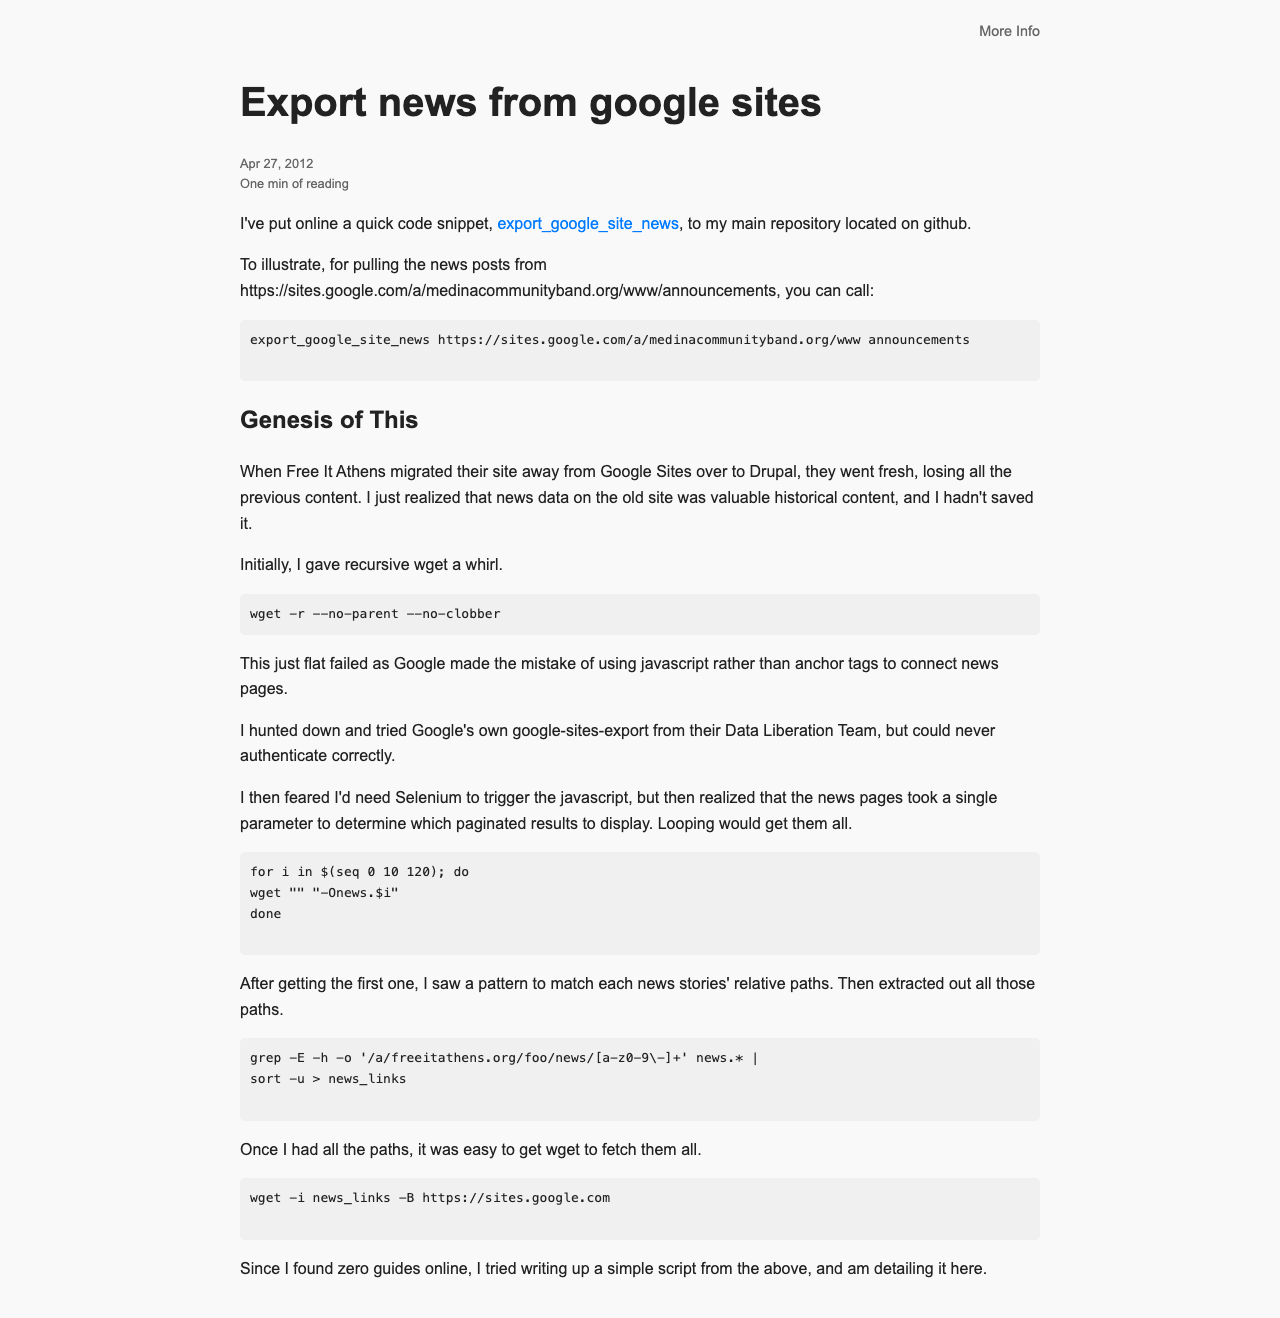 More Info
Export news from google sites
Apr 27, 2012
One min of reading
I've put online a quick code snippet, export_google_site_news, to my main repository located on github.
To illustrate, for pulling the news posts from
https://sites.google.com/a/medinacommunityband.org/www/announcements, you can call:
export_google_site_news https://sites.google.com/a/medinacommunityband.org/www announcements
Genesis of This
When Free It Athens migrated their site away from Google Sites over to Drupal, they went fresh, losing all the
previous content. I just realized that news data on the old site was valuable historical content, and I hadn't saved
it.
Initially, I gave recursive wget a whirl.
wget -r --no-parent --no-clobber
This just flat failed as Google made the mistake of using javascript rather than anchor tags to connect news
pages.
I hunted down and tried Google's own google-sites-export from their Data Liberation Team, but could never
authenticate correctly.
I then feared I'd need Selenium to trigger the javascript, but then realized that the news pages took a single
parameter to determine which paginated results to display. Looping would get them all.
for i in $(seq 0 10 120); do
wget "" "-Onews.$i"
done
After getting the first one, I saw a pattern to match each news stories' relative paths. Then extracted out all those
paths.
grep -E -h -o '/a/freeitathens.org/foo/news/[a-z0-9\-]+' news.* |
sort -u > news_links
Once I had all the paths, it was easy to get wget to fetch them all.
wget -i news_links -B https://sites.google.com
Since I found zero guides online, I tried writing up a simple script from the above, and am detailing it here.